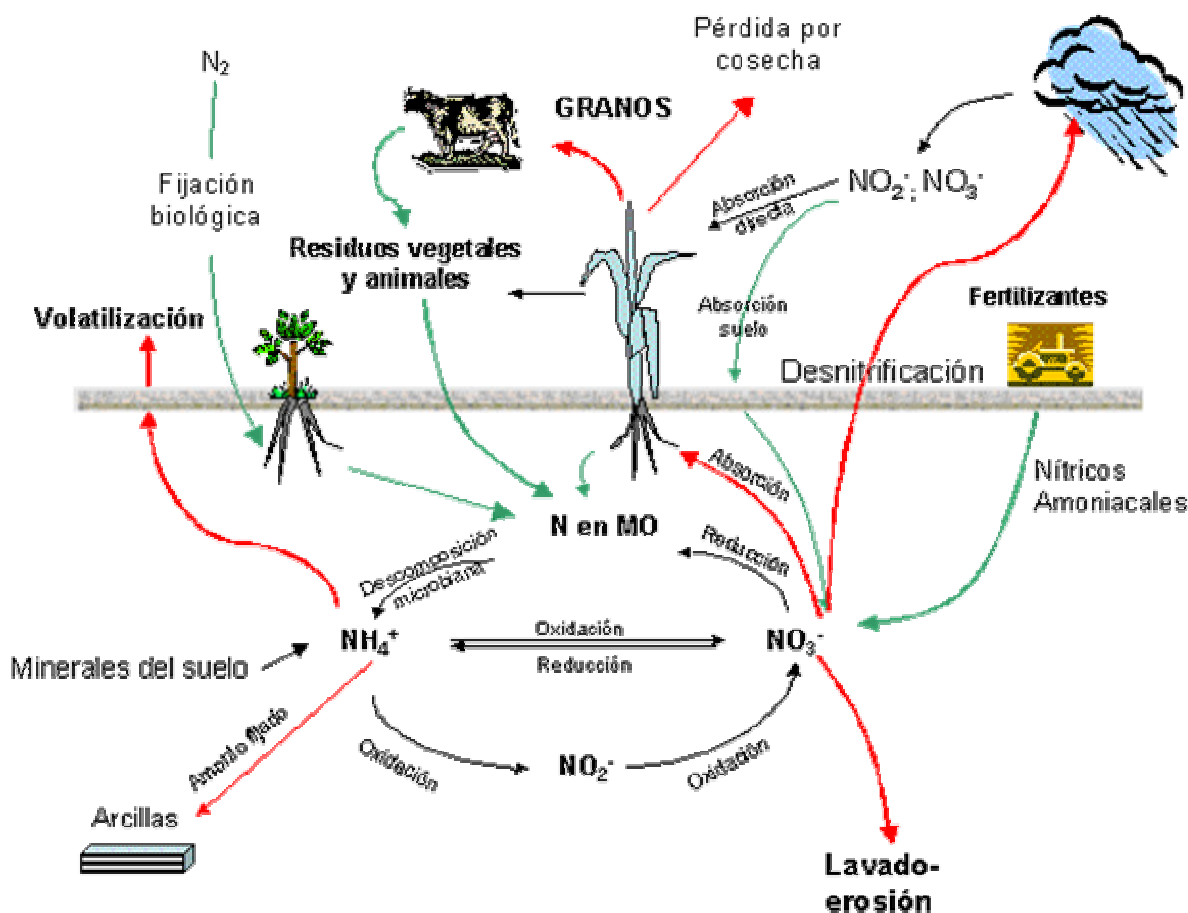 Pérdida por
cosecha
N₂
GRANOS
Fijación
biológica
NO₂⁻; NO₃⁻
Absorción
directa
Residuos vegetales
y animales
Volatilización
Absorción
suelo
Fertilizantes
Desnitrificación
Absorción
Nítricos
Amoniacales
N en MO
Descomposición
microbiana
Reducción
NH₄⁺
Oxidación
Reducción
NO₃⁻
Minerales del suelo
Amonio fijado
Oxidación
NO₂⁻
Oxidación
Arcillas
Lavado-
erosión